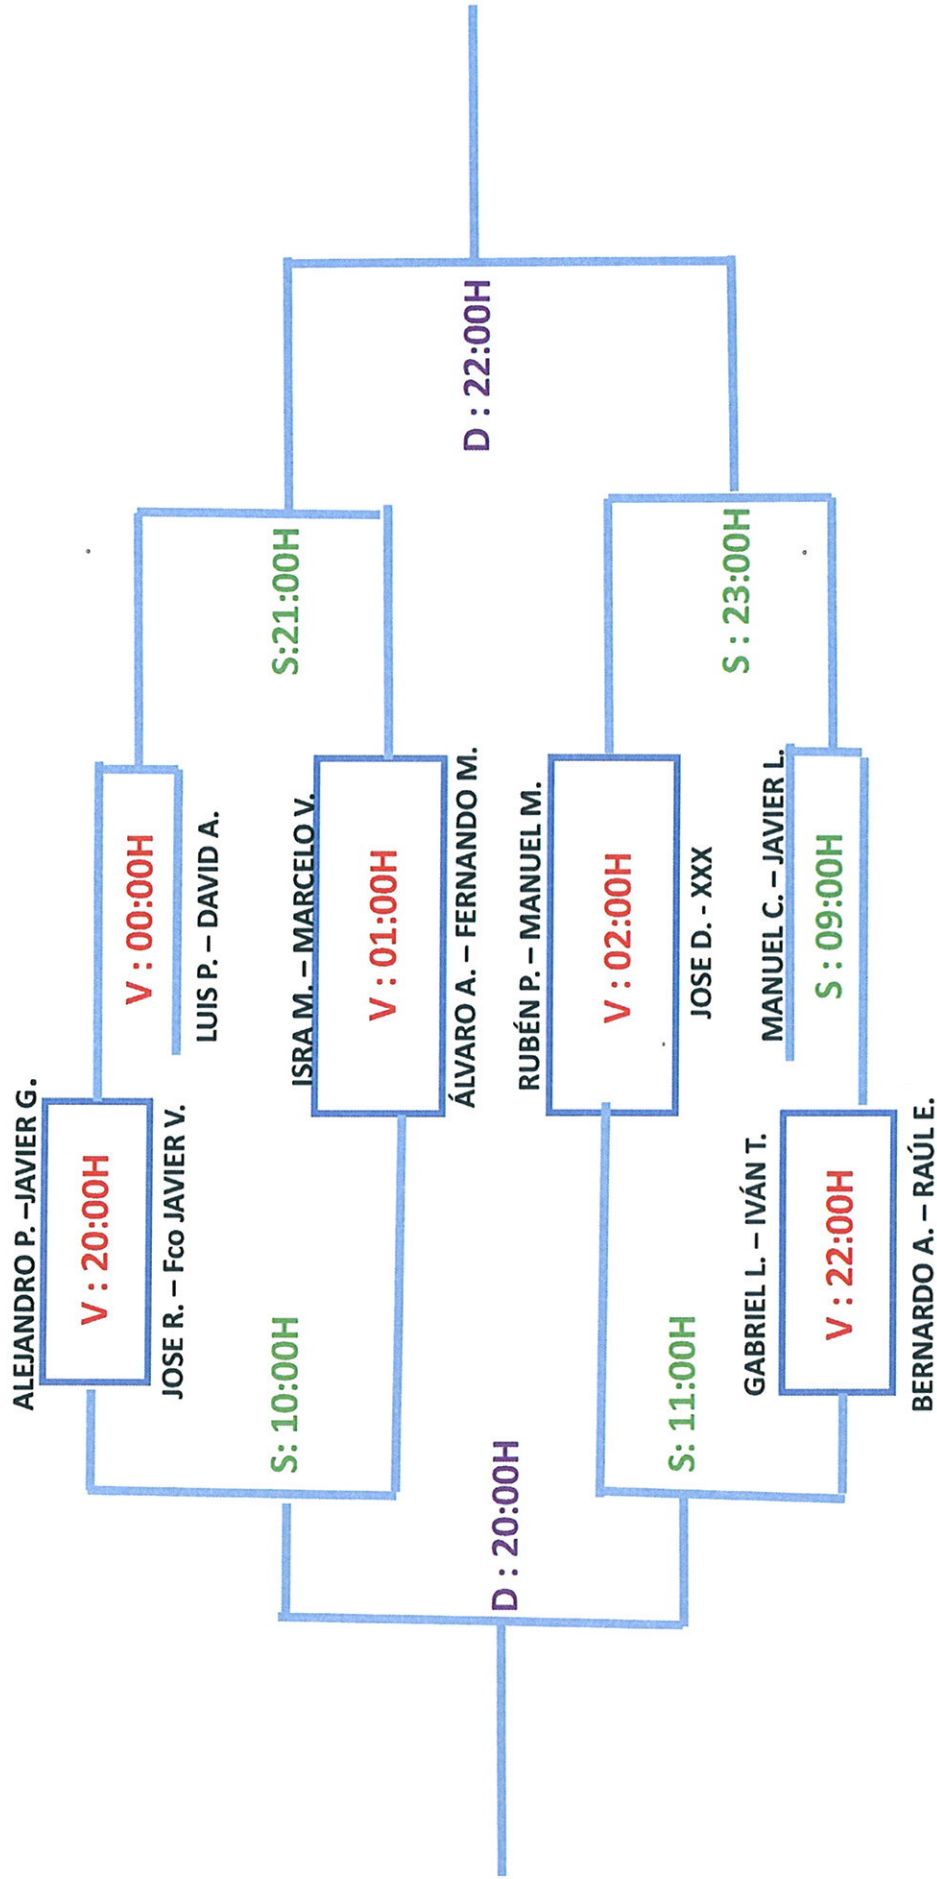 ALEJANDRO P. –JAVIER G.
V : 20:00H
JOSE R. – Fco JAVIER V.
V : 00:00H
LUIS P. – DAVID A.
S: 10:00H
S:21:00H
ISRA M. – MARCELO V.
V : 01:00H
ÁLVARO A. – FERNANDO M.
D : 20:00H
D : 22:00H
RUBÉN P. – MANUEL M.
V : 02:00H
JOSE D. - XXX
S: 11:00H
S : 23:00H
MANUEL C. – JAVIER L.
S : 09:00H
GABRIEL L. – IVÁN T.
V : 22:00H
BERNARDO A. – RAÚL E.